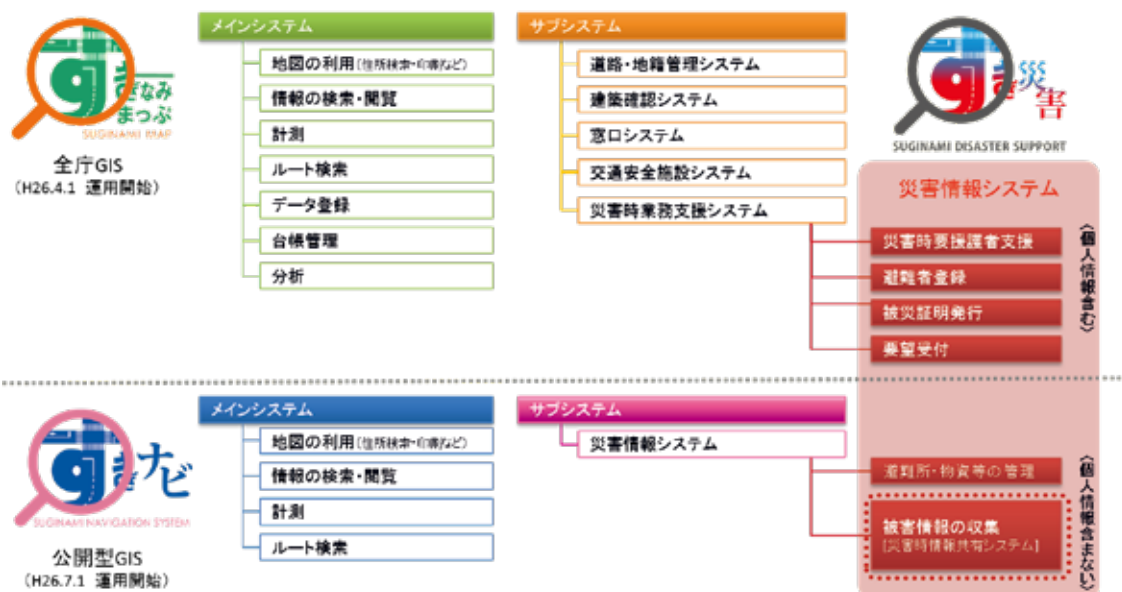 すぎなみ
まっぷ
SUGINAMI MAP
全庁GIS
(H26.4.1 運用開始)
メインシステム
地図の利用(住所検索・印刷など)
情報の検索・閲覧
計測
ルート検索
データ登録
台帳管理
分析
サブシステム
道路・地籍管理システム
建築確認システム
窓口システム
交通安全施設システム
災害時業務支援システム
すぎ災害
SUGINAMI DISASTER SUPPORT
災害情報システム
災害時要援護者支援
避難者登録
被災証明発行
要望受付
〈個人情報含む〉
すぎナビ
SUGINAMI NAVIGATION SYSTEM
公開型GIS
(H26.7.1 運用開始)
メインシステム
地図の利用(住所検索・印刷など)
情報の検索・閲覧
計測
ルート検索
サブシステム
災害情報システム
避難所・物資等の管理
被害情報の収集
[災害時情報共有システム]
〈個人情報含まない〉